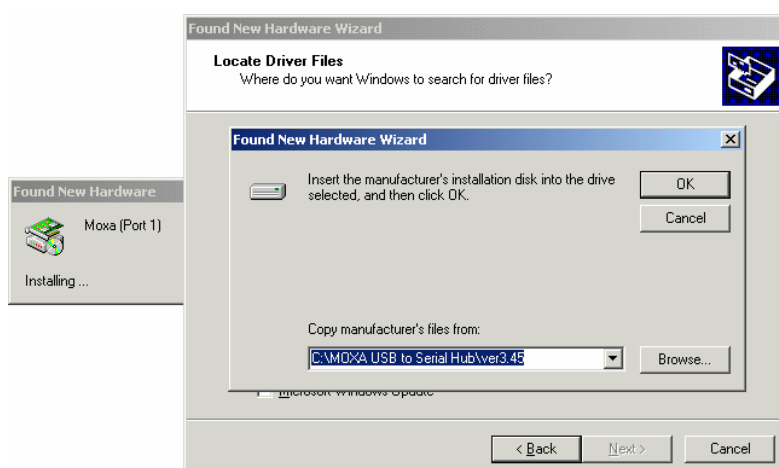 Found New Hardware Wizard
Locate Driver Files
Where do you want Windows to search for driver files?
Found New Hardware Wizard
Insert the manufacturer's installation disk into the drive
selected, and then click OK.
OK
Cancel
Found New Hardware
Moxa (Port 1)
Installing ...
Copy manufacturer's files from:
C:\MOXA USB to Serial Hub\ver3.45
Browse...
Microsoft Windows Update
< Back
Next >
Cancel